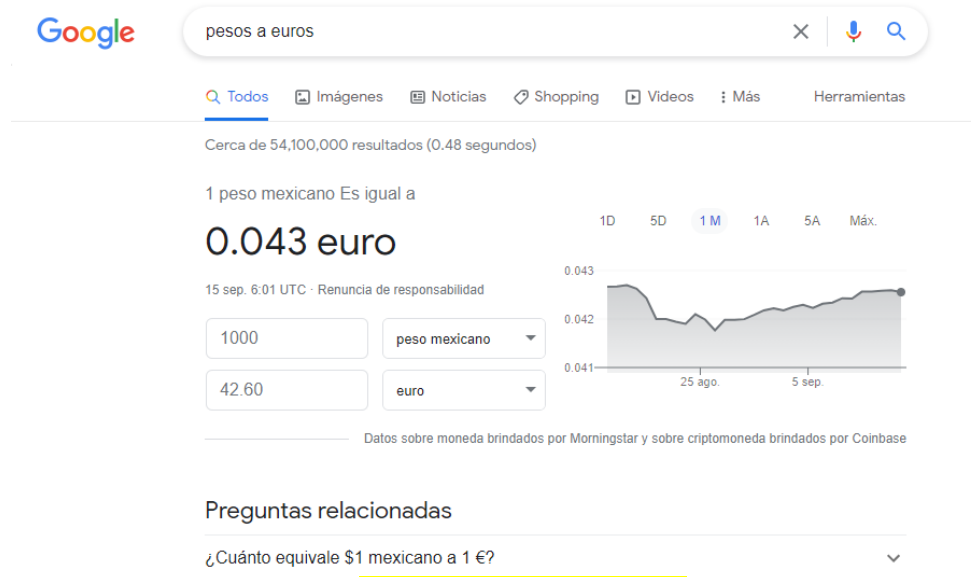 Google
pesos a euros
Todos Imágenes Noticias Shopping Videos Más Herramientas
Cerca de 54,100,000 resultados (0.48 segundos)
1 peso mexicano Es igual a
0.043 euro
15 sep. 6:01 UTC · Renuncia de responsabilidad
1000 peso mexicano
42.60 euro
1D 5D 1 M 1A 5A Máx.
0.043
0.042
0.041
25 ago. 5 sep.
Datos sobre moneda brindados por Morningstar y sobre criptomoneda brindados por Coinbase
Preguntas relacionadas
¿Cuánto equivale $1 mexicano a 1 €?